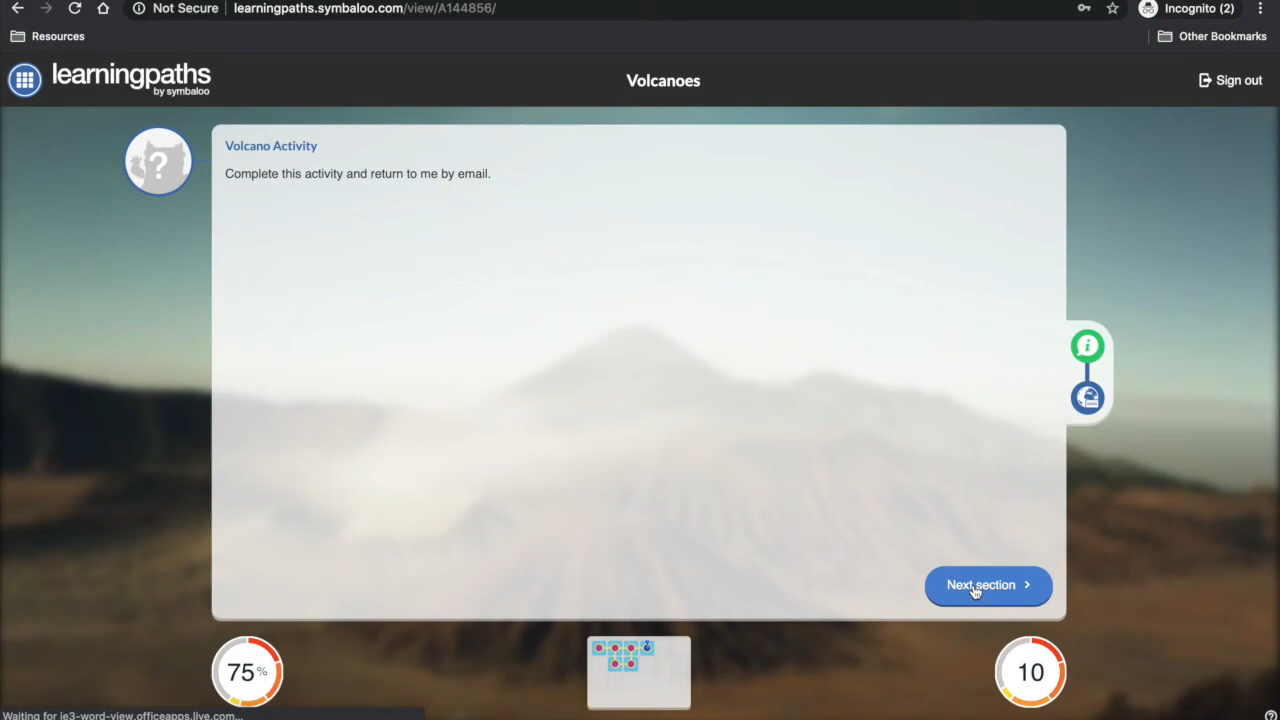 Not Secure learningpaths.symbaloo.com/view/A144856/ Incognito (2)
Resources Other Bookmarks
learningpaths
by symbaloo
Volcanoes
Sign out
Volcano Activity
Complete this activity and return to me by email.
Next section
75%
10
Waiting for ie3-word-view.officeapps.live.com...